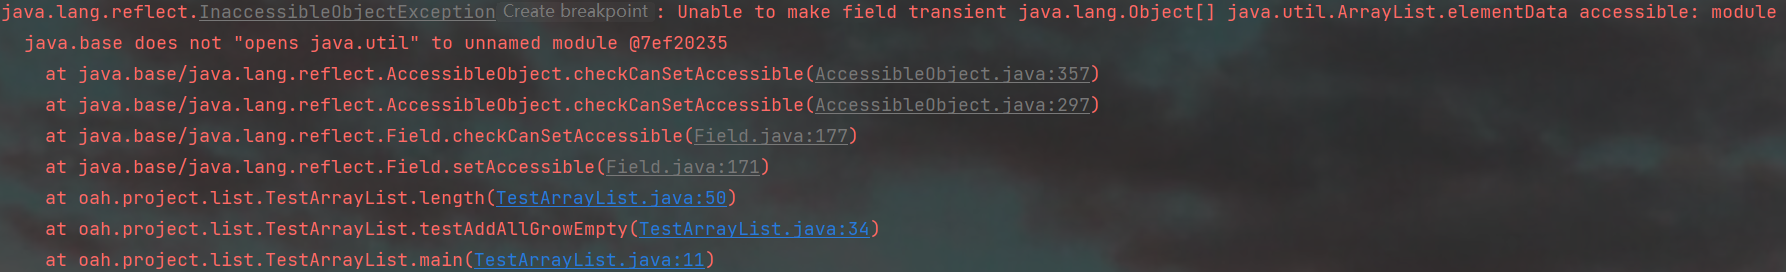 java.lang.reflect.InaccessibleObjectException Create breakpoint : Unable to make field transient java.lang.Object[] java.util.ArrayList.elementData accessible: module
java.base does not "opens java.util" to unnamed module @7ef20235
at java.base/java.lang.reflect.AccessibleObject.checkCanSetAccessible(AccessibleObject.java:357)
at java.base/java.lang.reflect.AccessibleObject.checkCanSetAccessible(AccessibleObject.java:297)
at java.base/java.lang.reflect.Field.checkCanSetAccessible(Field.java:177)
at java.base/java.lang.reflect.Field.setAccessible(Field.java:171)
at oah.project.list.TestArrayList.length(TestArrayList.java:50)
at oah.project.list.TestArrayList.testAddAllGrowEmpty(TestArrayList.java:34)
at oah.project.list.TestArrayList.main(TestArrayList.java:11)